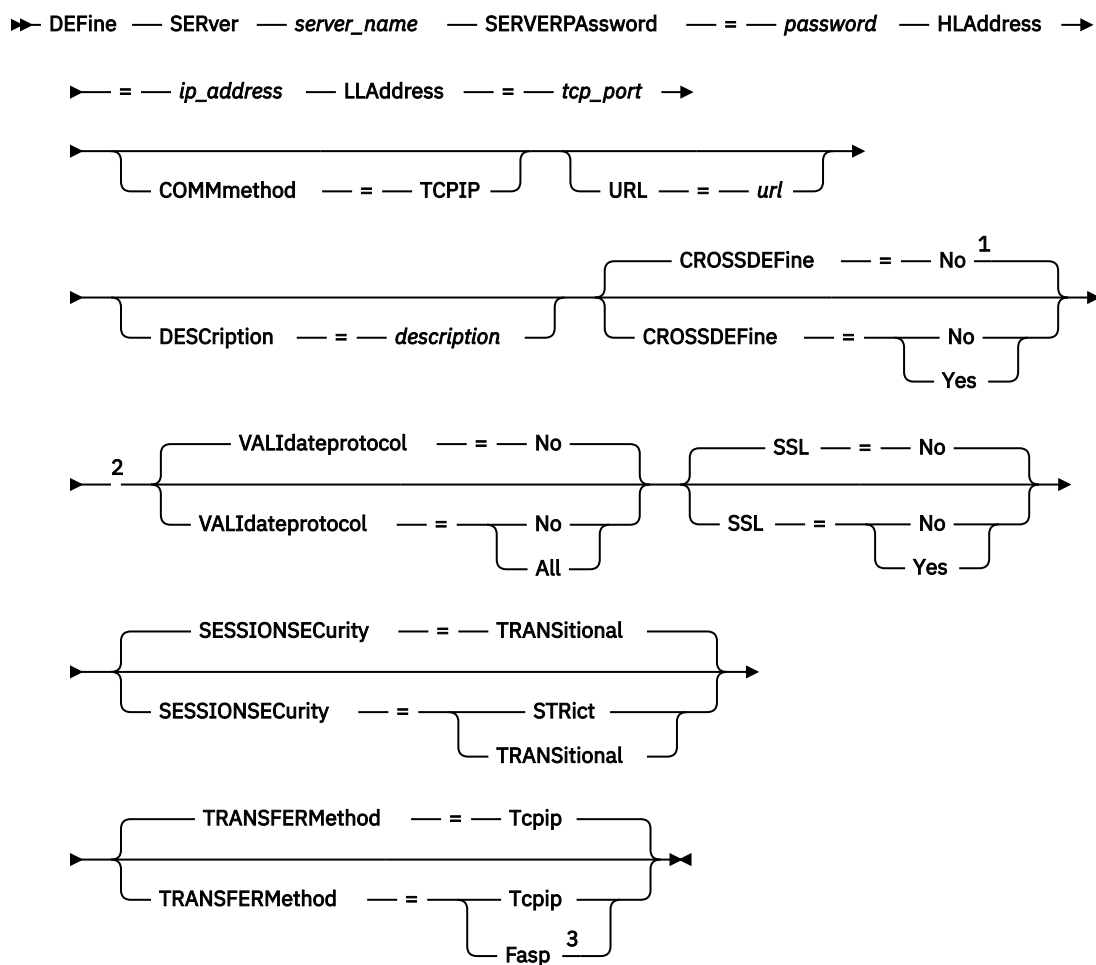 DEFine SERver server_name SERVERPAssword = password HLAddress
= ip_address LLAddress = tcp_port
COMMmethod = TCPIP URL = url
CROSSDEFine = No 1
DESCription = description CROSSDEFine = No
Yes
VALIdateprotocol = No SSL = No
2
VALIdateprotocol = No SSL = No
All Yes
SESSIONSECurity = TRANSitional
SESSIONSECurity = STRict
TRANSitional
TRANSFERMethod = Tcpip
TRANSFERMethod = Tcpip
Fasp 3